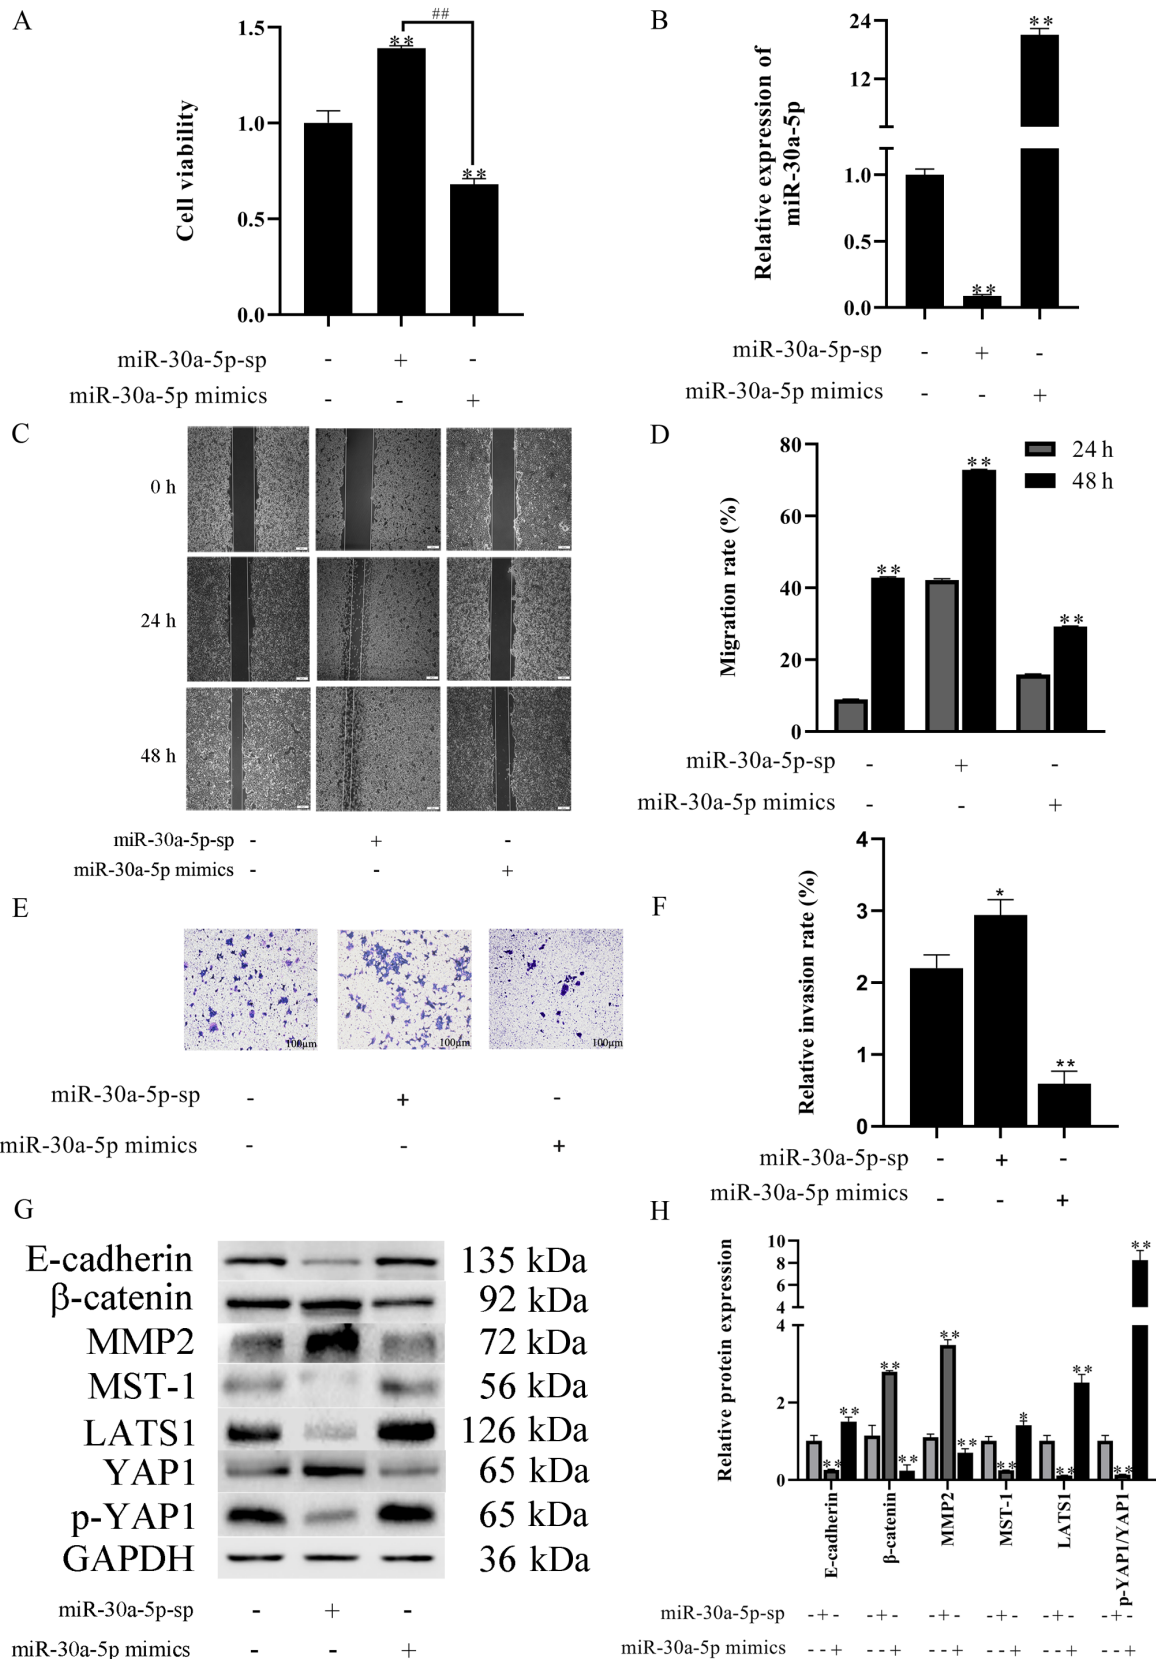 A
Cell viability
1.5
1.0
0.5
0.0
##
**
**
miR-30a-5p-sp - + -
miR-30a-5p mimics - - +
B
Relative expression of
miR-30a-5p
24
12
1.0
0.5
0.0
**
**
miR-30a-5p-sp - + -
miR-30a-5p mimics - - +
C
0 h
24 h
48 h
miR-30a-5p-sp - + -
miR-30a-5p mimics - - +
D
Migration rate (%)
80
60
40
20
0
24 h
48 h
**
**
**
miR-30a-5p-sp - + -
miR-30a-5p mimics - - +
E
100μm
100μm
100μm
miR-30a-5p-sp - + -
miR-30a-5p mimics - - +
F
Relative invasion rate (%)
4
3
2
1
0
*
**
miR-30a-5p-sp - + -
miR-30a-5p mimics - - +
G
E-cadherin 135 kDa
β-catenin 92 kDa
MMP2 72 kDa
MST-1 56 kDa
LATS1 126 kDa
YAP1 65 kDa
p-YAP1 65 kDa
GAPDH 36 kDa
miR-30a-5p-sp - + -
miR-30a-5p mimics - - +
H
Relative protein expression
10
8
6
4
4
2
0
** **
** **
** **
** *
** **
** **
E-cadherin
β-catenin
MMP2
MST-1
LATS1
p-YAP1/YAP1
miR-30a-5p-sp -+- -+- -+- -+- -+- -+-
miR-30a-5p mimics --+ --+ --+ --+ --+ --+